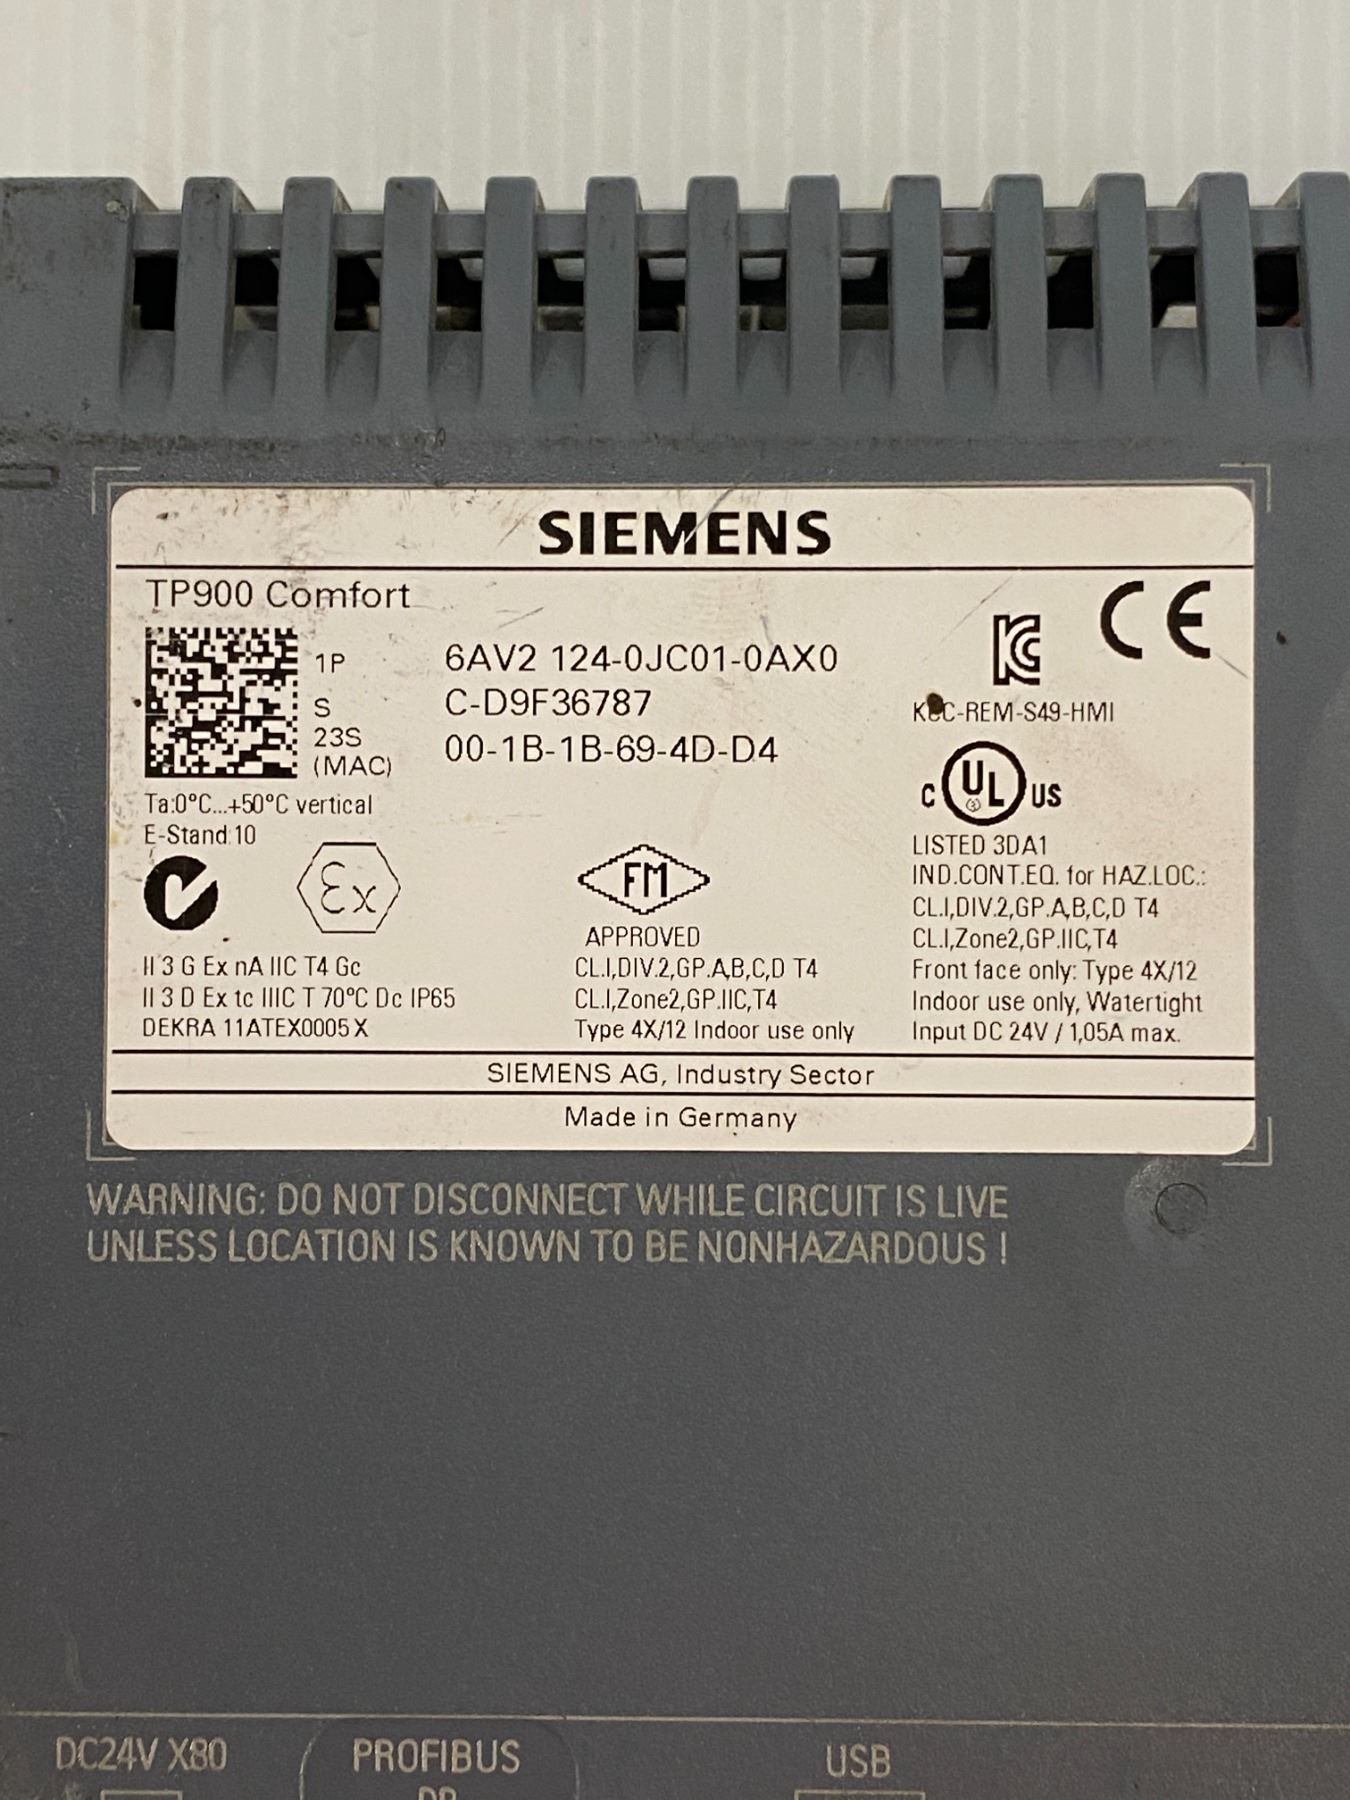 SIEMENS
TP900 Comfort
1P 6AV2 124-0JC01-0AX0
S C-D9F36787
23S
(MAC) 00-1B-1B-69-4D-D4
Ta:0°C...+50°C vertical
E-Stand:10
Ex
II 3 G Ex nA IIC T4 Gc
II 3 D Ex tc IIIC T 70°C Dc IP65
DEKRA 11ATEX0005 X
FM
APPROVED
CL.I,DIV.2,GP.A,B,C,D T4
CL.I,Zone2,GP.IIC,T4
Type 4X/12 Indoor use only
CE
KCC-REM-S49-HMI
C UL US
LISTED 3DA1
IND.CONT.EQ. for HAZ.LOC.:
CL.I,DIV.2,GP.A,B,C,D T4
CL.I,Zone2,GP.IIC,T4
Front face only: Type 4X/12
Indoor use only, Watertight
Input DC 24V / 1,05A max.
SIEMENS AG, Industry Sector
Made in Germany
WARNING: DO NOT DISCONNECT WHILE CIRCUIT IS LIVE
UNLESS LOCATION IS KNOWN TO BE NONHAZARDOUS !
DC24V X80
PROFIBUS
DP
USB